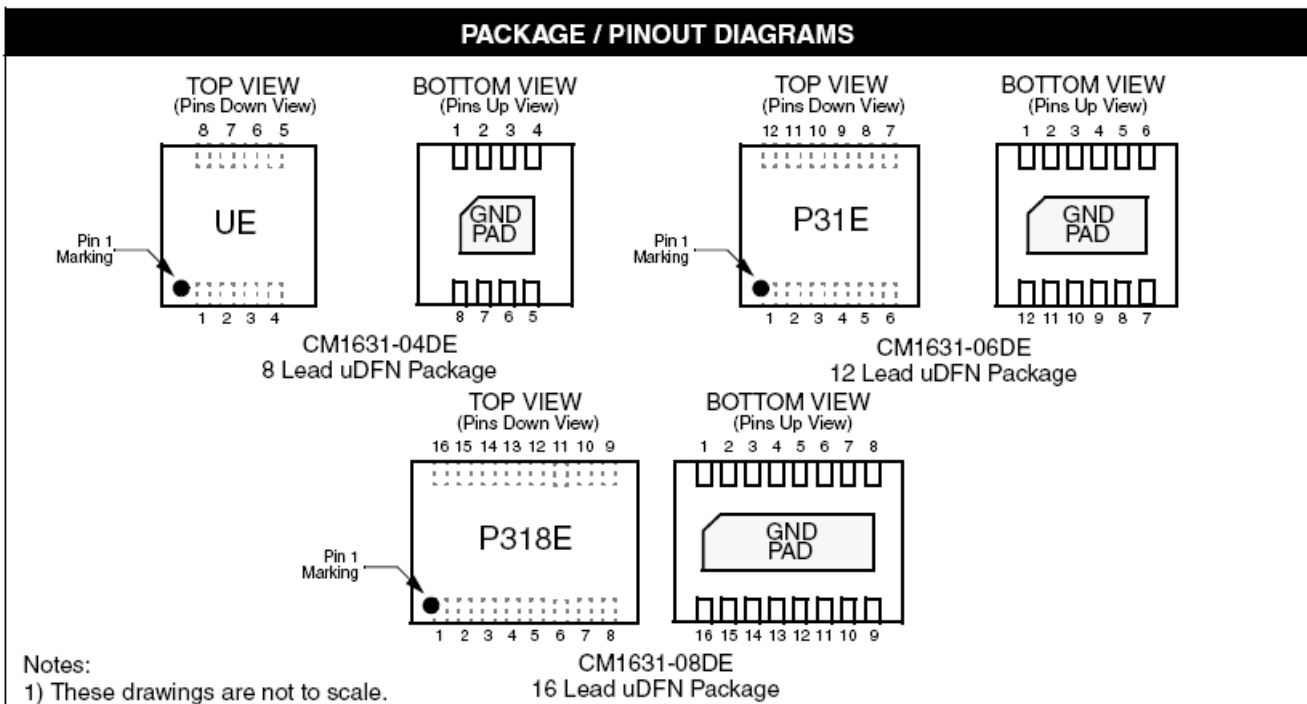 PACKAGE / PINOUT DIAGRAMS
TOP VIEW
(Pins Down View)
8 7 6 5
UE
Pin 1
Marking
1 2 3 4
BOTTOM VIEW
(Pins Up View)
1 2 3 4
GND
PAD
8 7 6 5
CM1631-04DE
8 Lead uDFN Package
TOP VIEW
(Pins Down View)
12 11 10 9 8 7
P31E
Pin 1
Marking
1 2 3 4 5 6
BOTTOM VIEW
(Pins Up View)
1 2 3 4 5 6
GND
PAD
12 11 10 9 8 7
CM1631-06DE
12 Lead uDFN Package
TOP VIEW
(Pins Down View)
16 15 14 13 12 11 10 9
P318E
Pin 1
Marking
1 2 3 4 5 6 7 8
BOTTOM VIEW
(Pins Up View)
1 2 3 4 5 6 7 8
GND
PAD
16 15 14 13 12 11 10 9
CM1631-08DE
16 Lead uDFN Package
Notes:
1) These drawings are not to scale.